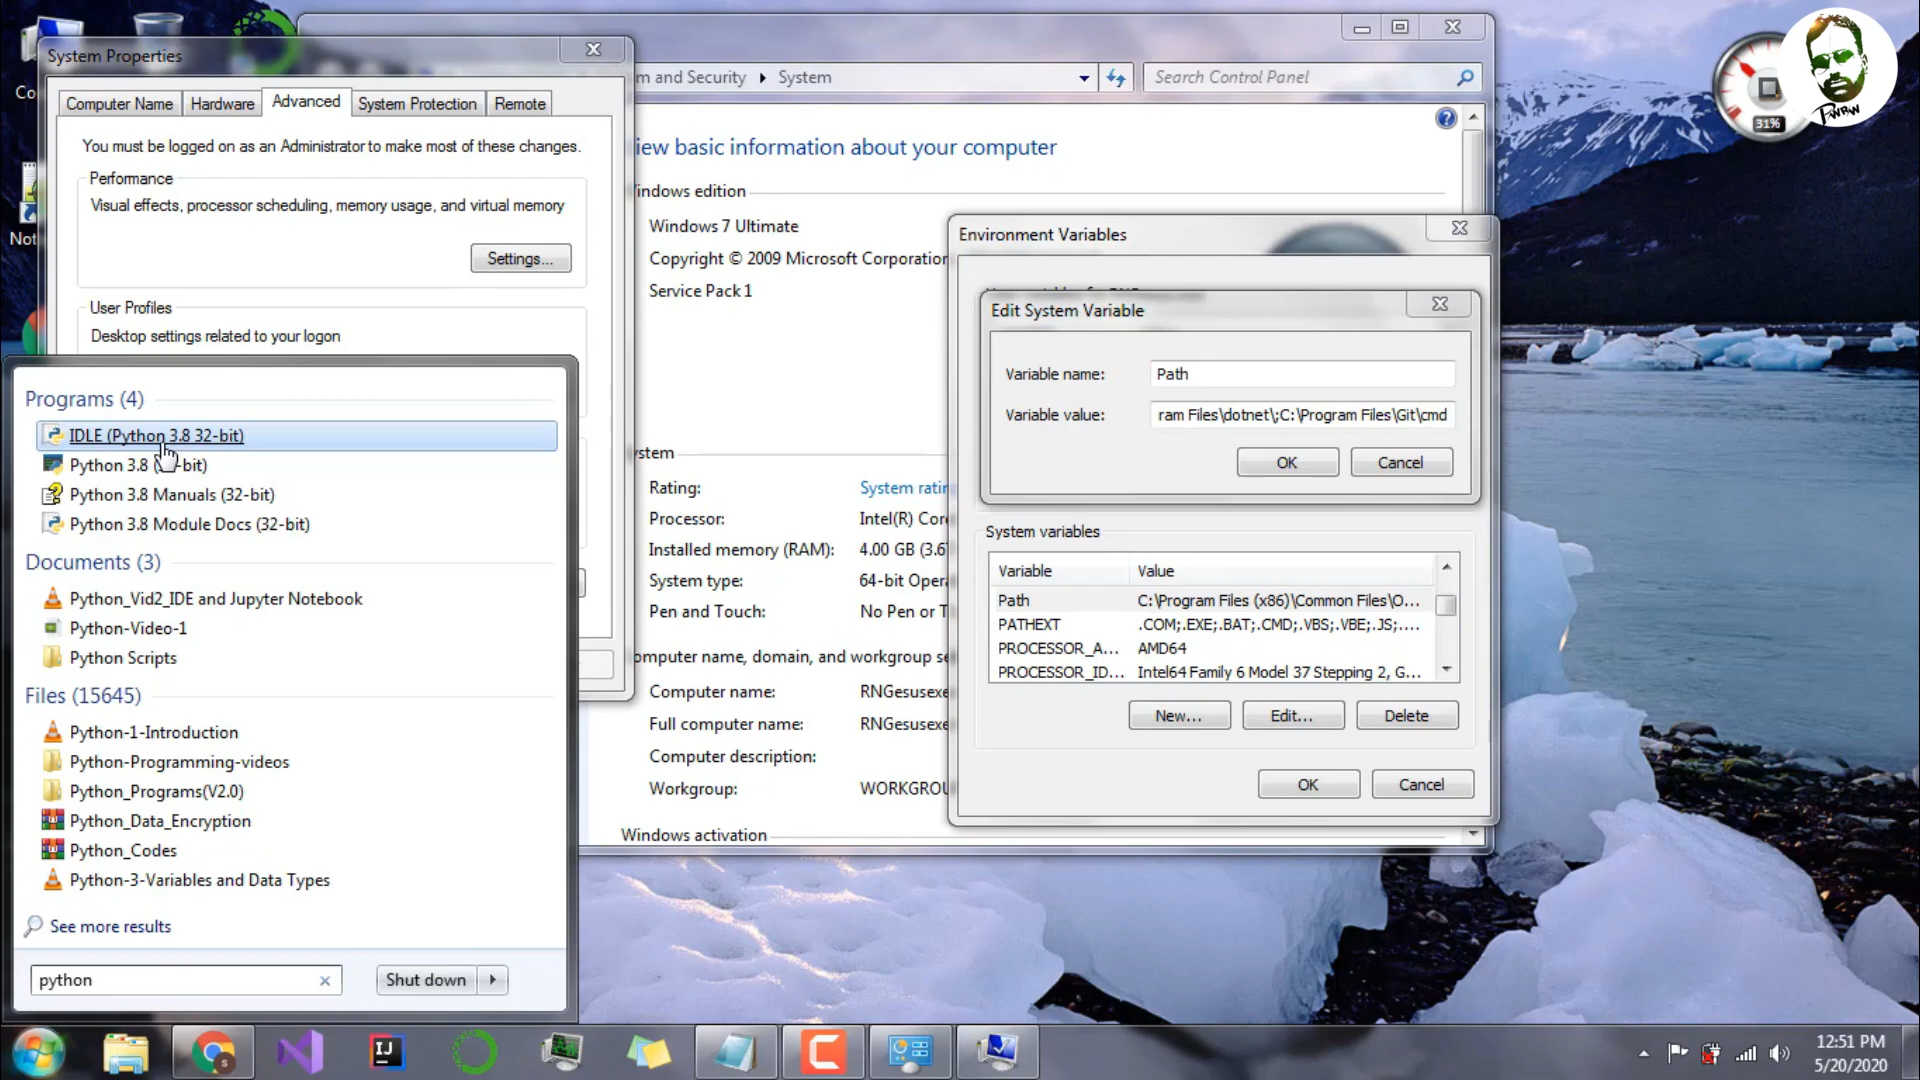 Co
Not
System Properties
Computer Name
Hardware
Advanced
System Protection
Remote
You must be logged on as an Administrator to make most of these changes.
Performance
Visual effects, processor scheduling, memory usage, and virtual memory
Settings...
User Profiles
Desktop settings related to your logon
m and Security
System
Search Control Panel
iew basic information about your computer
indows edition
Windows 7 Ultimate
Copyright © 2009 Microsoft Corporation
Service Pack 1
ystem
Rating: System ratin
Processor: Intel(R) Cor
Installed memory (RAM): 4.00 GB (3.67
System type: 64-bit Opera
Pen and Touch: No Pen or T
omputer name, domain, and workgroup se
Computer name: RNGesusexe
Full computer name: RNGesusexe
Computer description:
Workgroup: WORKGROU
Windows activation
Environment Variables
Edit System Variable
Variable name: Path
Variable value: ram Files\dotnet\;C:\Program Files\Git\cmd
OK
Cancel
System variables
Variable Value
Path C:\Program Files (x86)\Common Files\O...
PATHEXT .COM;.EXE;.BAT;.CMD;.VBS;.VBE;.JS;....
PROCESSOR_A... AMD64
PROCESSOR_ID... Intel64 Family 6 Model 37 Stepping 2, G...
New...
Edit...
Delete
OK
Cancel
Programs (4)
IDLE (Python 3.8 32-bit)
Python 3.8 -bit)
Python 3.8 Manuals (32-bit)
Python 3.8 Module Docs (32-bit)
Documents (3)
Python_Vid2_IDE and Jupyter Notebook
Python-Video-1
Python Scripts
Files (15645)
Python-1-Introduction
Python-Programming-videos
Python_Programs(V2.0)
Python_Data_Encryption
Python_Codes
Python-3-Variables and Data Types
See more results
python
Shut down
31%
IJ
12:51 PM
5/20/2020